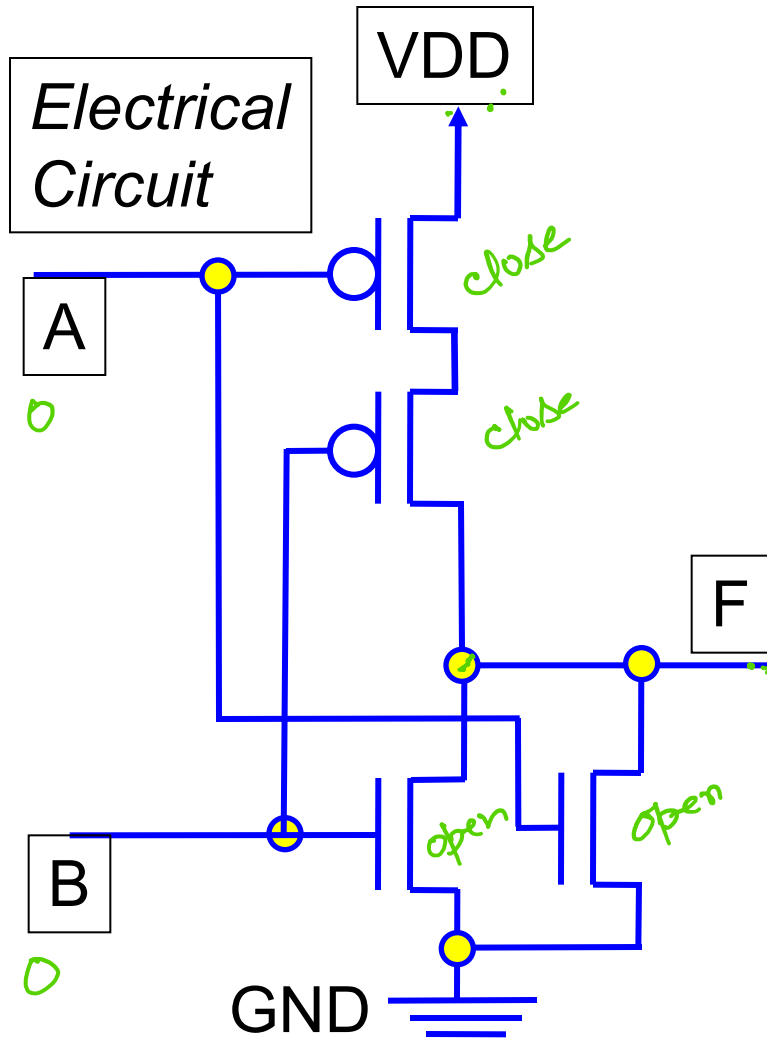 VDD
Electrical
Circuit
close
A
0
close
F
open
open
B
0
GND